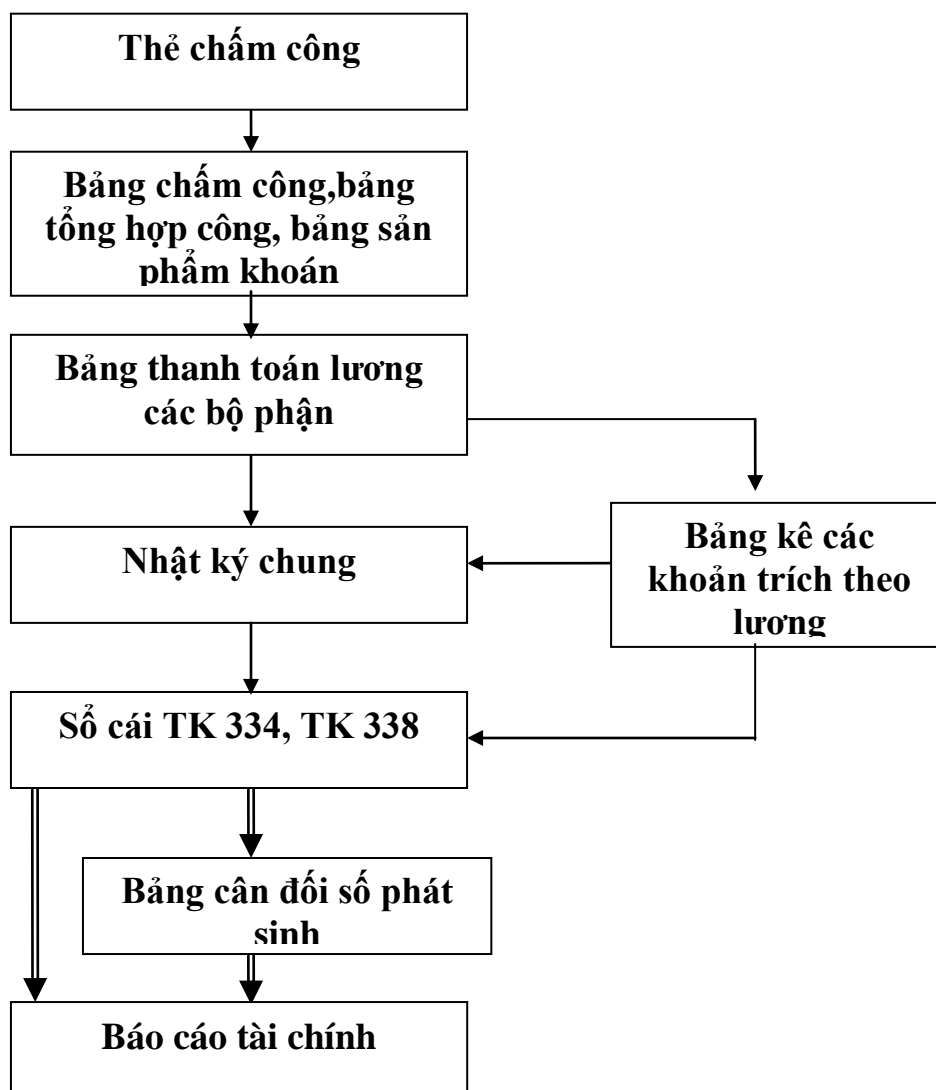 Thẻ chấm công
Bảng chấm công,bảng
tổng hợp công, bảng sản
phẩm khoán
Bảng thanh toán lương
các bộ phận
Nhật ký chung
Bảng kê các
khoản trích theo
lương
Sổ cái TK 334, TK 338
Bảng cân đối số phát
sinh
Báo cáo tài chính